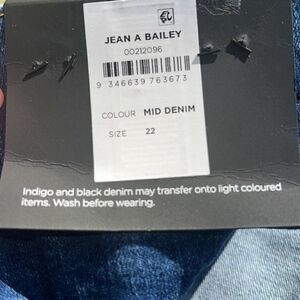 JEAN A BAILEY
00212096
9 346639 763673
COLOUR MID DENIM
SIZE 22
Indigo and black denim may transfer onto light coloured
items. Wash before wearing.